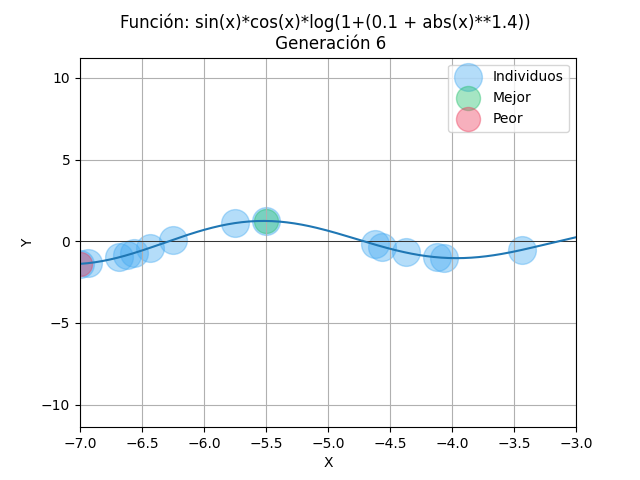 Función: sin(x)*cos(x)*log(1+(0.1 + abs(x)**1.4))
Generación 6
Individuos
Mejor
Peor
10
5
0
−5
−10
Y
−7.0 −6.5 −6.0 −5.5 −5.0 −4.5 −4.0 −3.5 −3.0
X